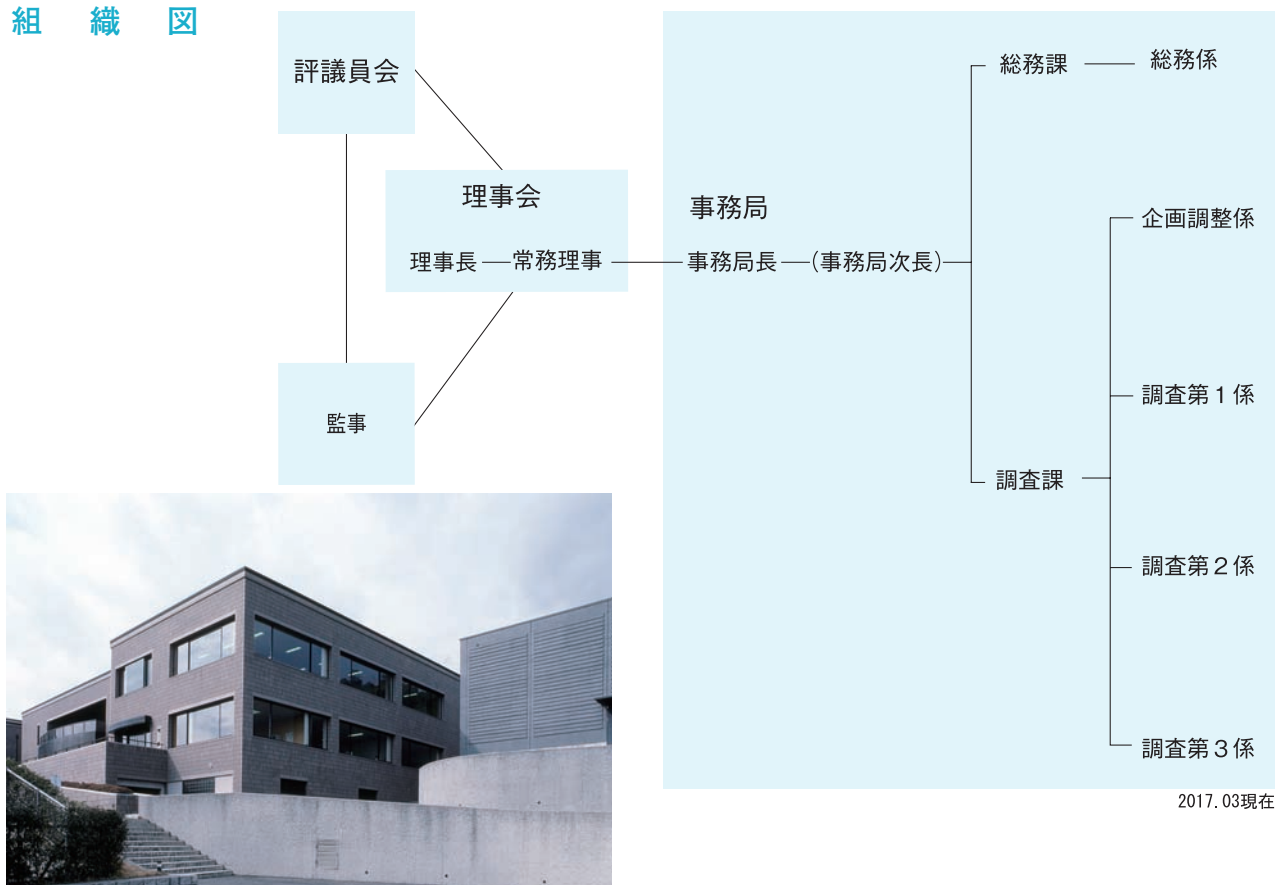 組織図
評議員会
理事会
理事長 常務理事
監事
事務局
事務局長 (事務局次長)
総務課 総務係
調査課
企画調整係
調査第1係
調査第2係
調査第3係
2017.03現在